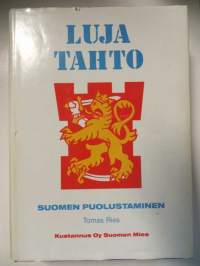 LUJA
TAHTO
SUOMEN PUOLUSTAMINEN
Tomas Ries
Kustannus Oy Suomen Mies